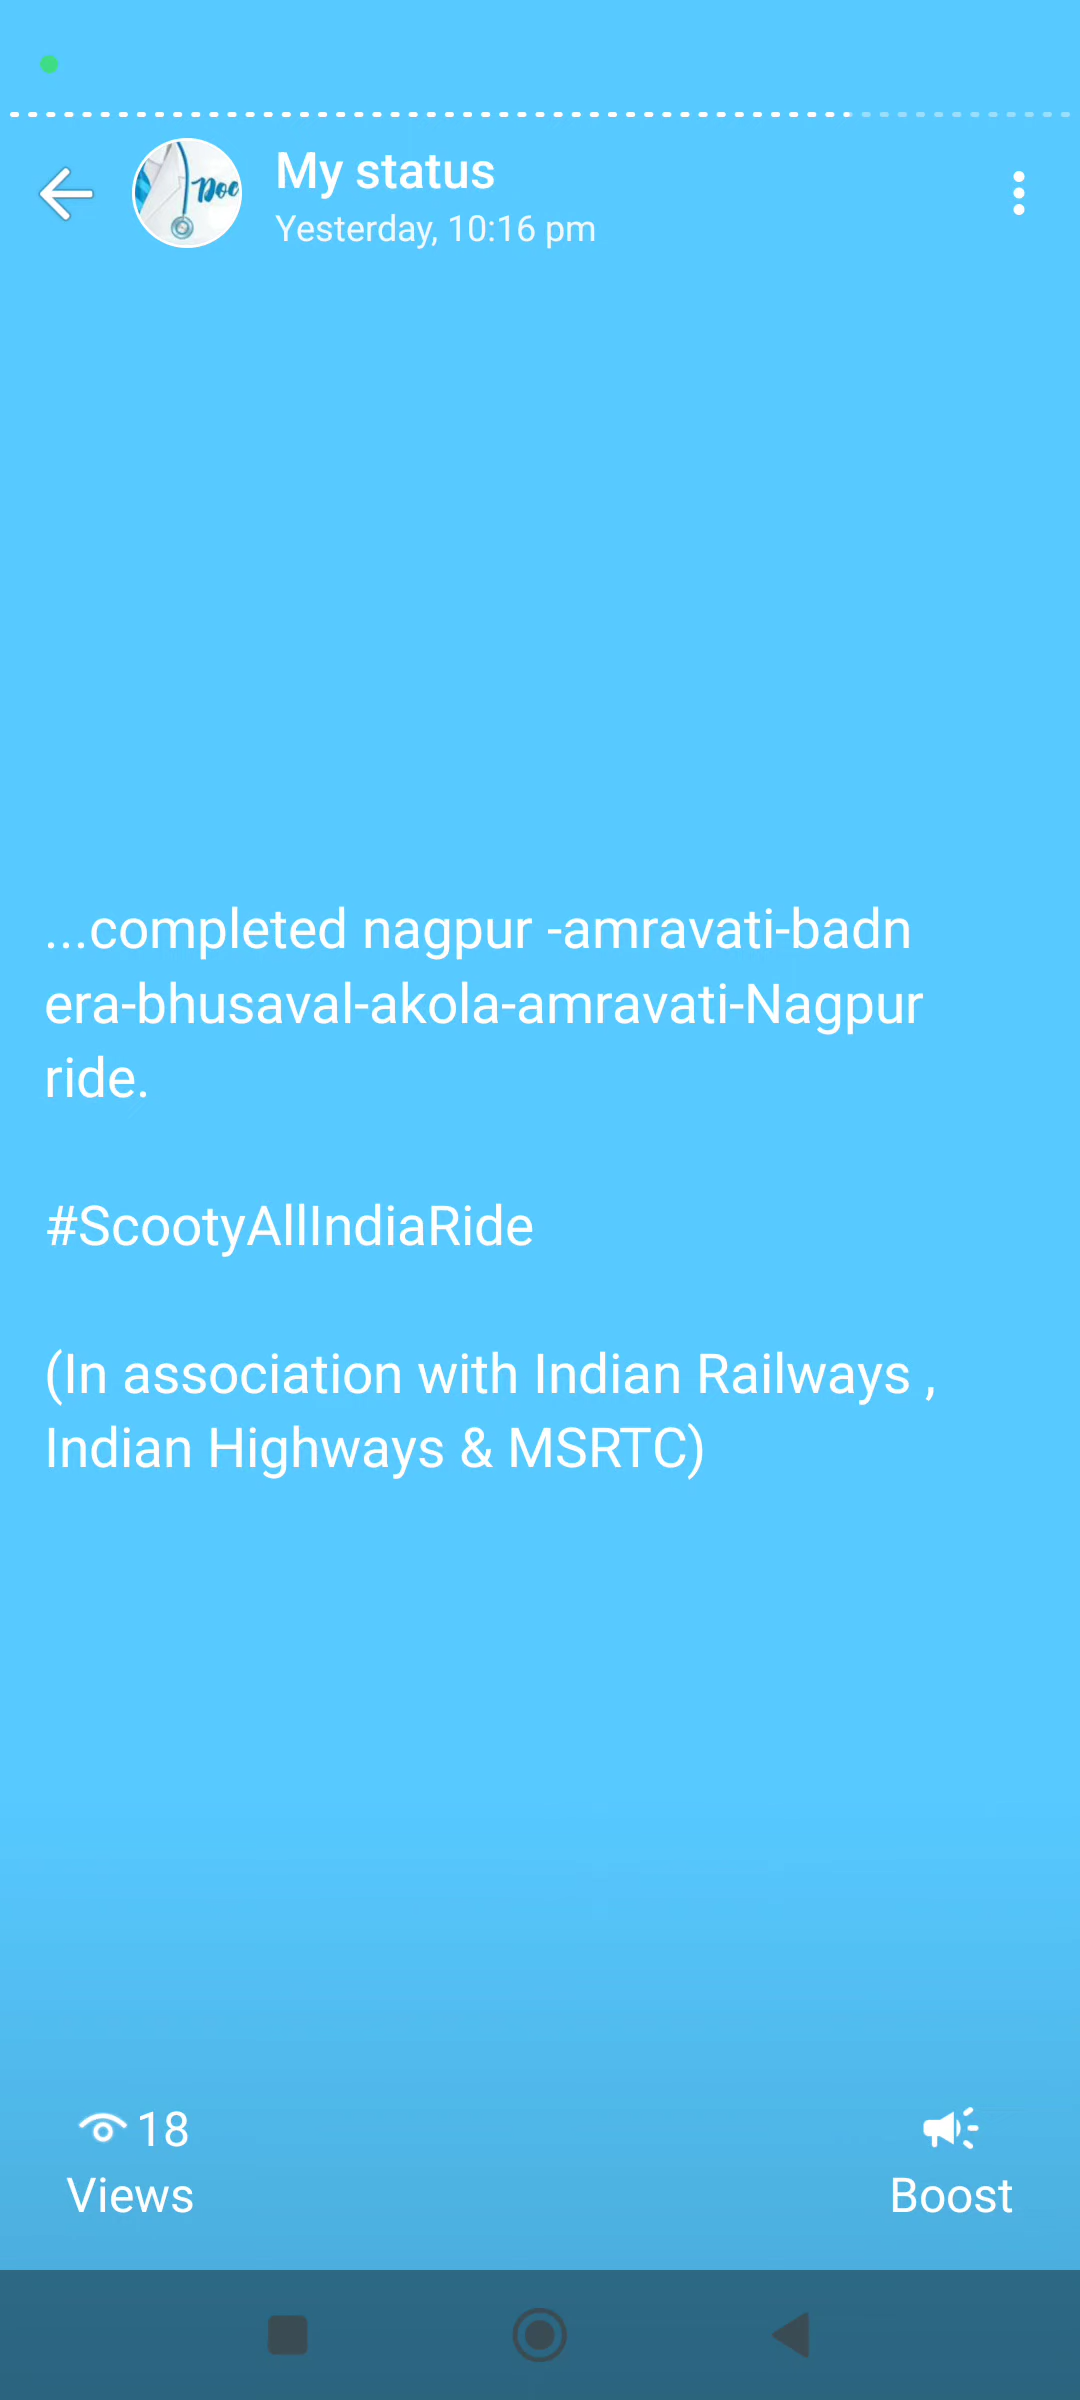 My status
Yesterday, 10:16 pm
Doc
...completed nagpur -amravati-badn
era-bhusaval-akola-amravati-Nagpur
ride.
#ScootyAllIndiaRide
(In association with Indian Railways ,
Indian Highways & MSRTC)
18
Views
Boost